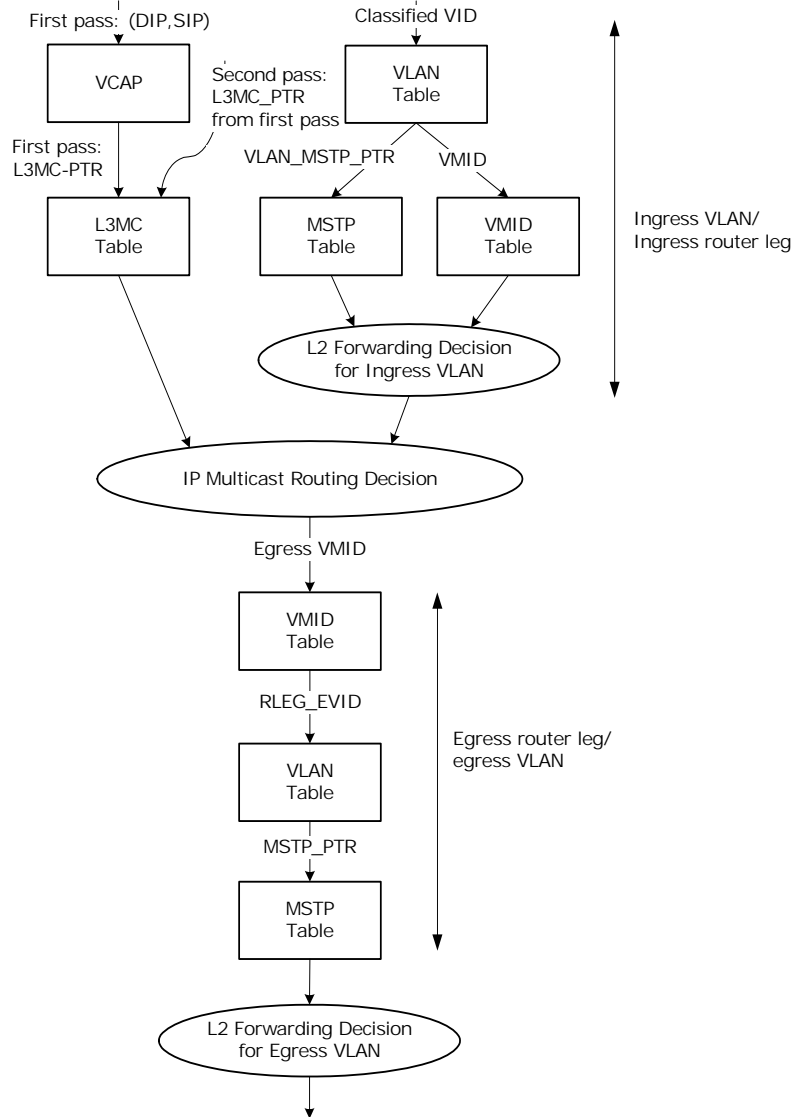 First pass: (DIP,SIP)
Classified VID
VCAP
Second pass:
L3MC_PTR
from first pass
VLAN
Table
First pass:
L3MC-PTR
VLAN_MSTP_PTR
VMID
L3MC
Table
MSTP
Table
VMID
Table
Ingress VLAN/
Ingress router leg
L2 Forwarding Decision
for Ingress VLAN
IP Multicast Routing Decision
Egress VMID
VMID
Table
RLEG_EVID
Egress router leg/
egress VLAN
VLAN
Table
MSTP_PTR
MSTP
Table
L2 Forwarding Decision
for Egress VLAN